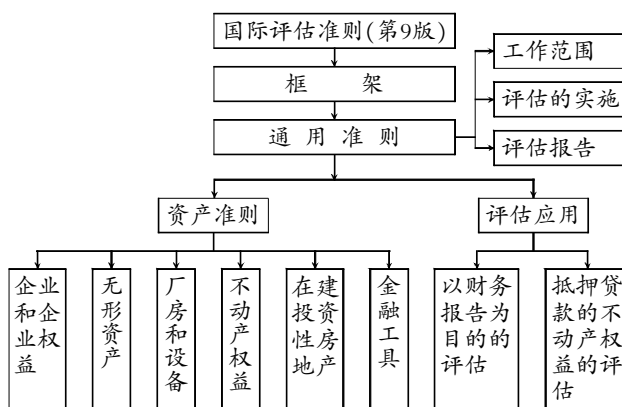 国际评估准则(第9版)
框 架
通 用 准 则
工作范围
评估的实施
评估报告
资产准则
评估应用
企业
和企
业权
益
无
形
资
产
厂
房
和
设
备
不
动
产
权
益
在建
投资
性房
地产
金
融
工
具
以财务
报告为
目的的
评估
抵押贷
款的不
动产权
益的评
估